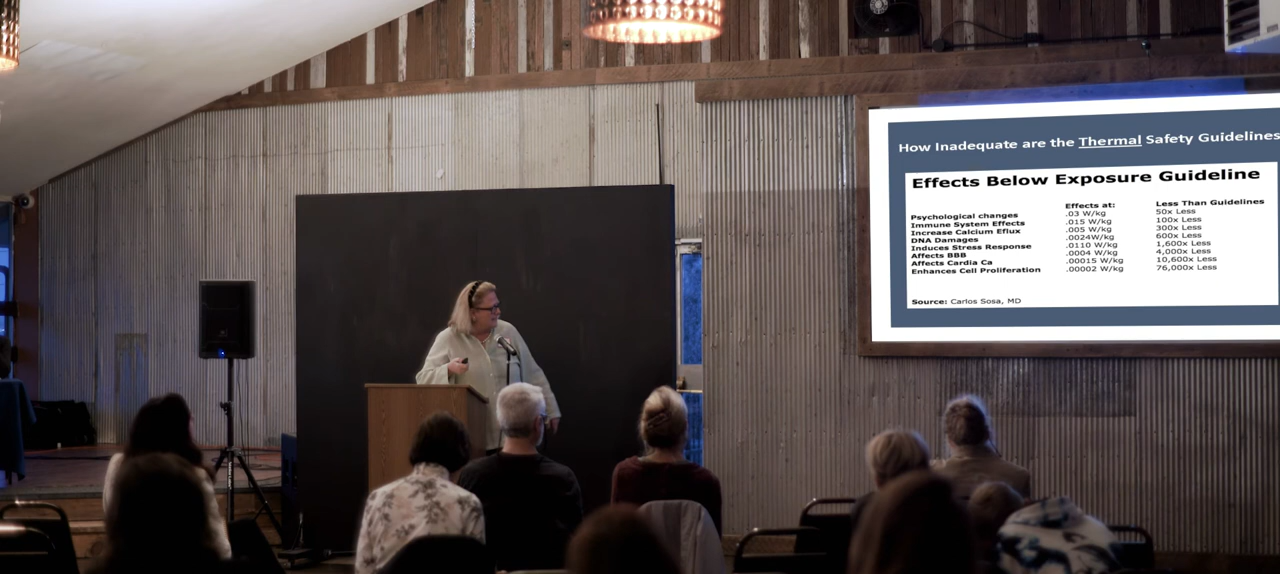 How Inadequate are the Thermal Safety Guidelines
Effects Below Exposure Guideline
Effects at: Less Than Guidelines
Psychological changes .03 W/kg 50x Less
Immune System Effects .015 W/kg 100x Less
Increase Calcium Eflux .005 W/kg 300x Less
DNA Damages .0024W/kg 600x Less
Induces Stress Response .0110 W/kg 1,600x Less
Affects BBB .0004 W/kg 4,000x Less
Affects Cardia Ca .00015 W/kg 10,600x Less
Enhances Cell Proliferation .00002 W/kg 76,000x Less
Source: Carlos Sosa, MD